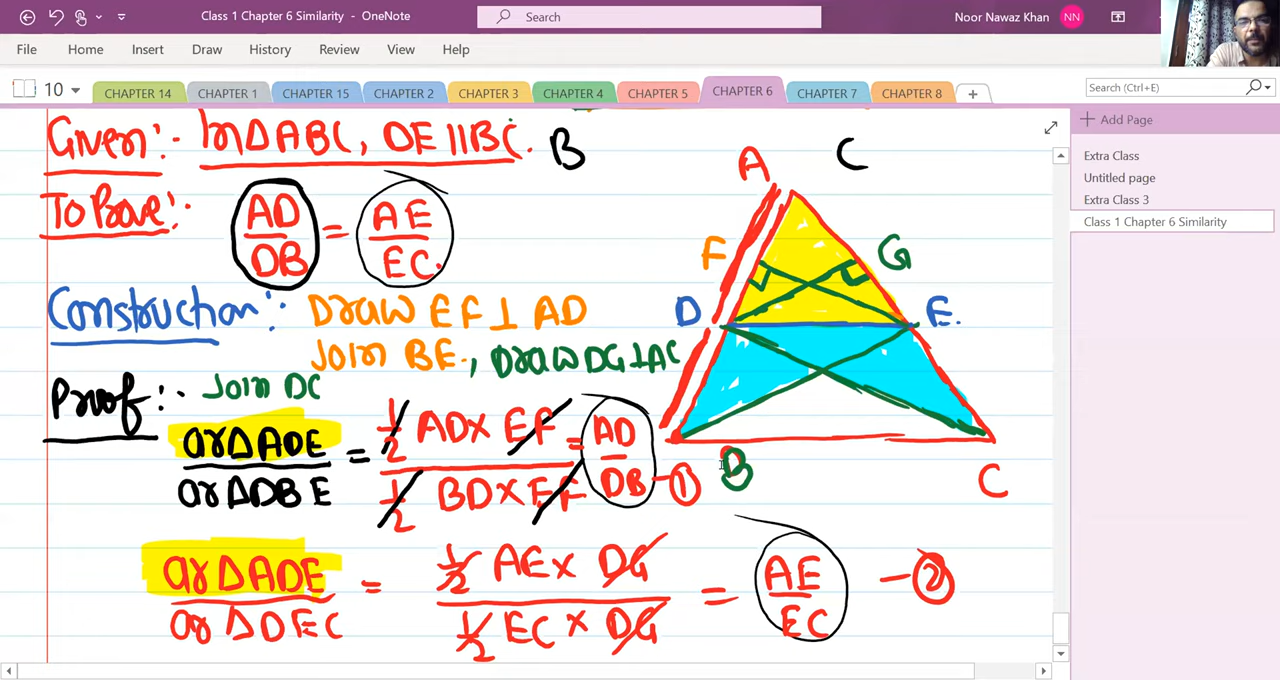 Class 1 Chapter 6 Similarity - OneNote
Search
Noor Nawaz Khan
NN
File Home Insert Draw History Review View Help
10
CHAPTER 14 CHAPTER 1 CHAPTER 15 CHAPTER 2 CHAPTER 3 CHAPTER 4 CHAPTER 5 CHAPTER 6 CHAPTER 7 CHAPTER 8 +
Search (Ctrl+E)
Add Page
Extra Class
Untitled page
Extra Class 3
Class 1 Chapter 6 Similarity
Given:- In ΔABC, DE || BC.
B
C
To Prove:- AD/DB = AE/EC.
Construction:- Draw EF ⊥ AD
Join BE., Draw DG ⊥ AC
Join DC
Proof:-
ar ΔADE / ar ΔDBE = 1/2 AD × EF / 1/2 BD × EF = AD/DB - ①
ar ΔADE / ar ΔDEC = 1/2 AE × DG / 1/2 EC × DG = AE/EC - ②
A
F
G
D
E.
B
C